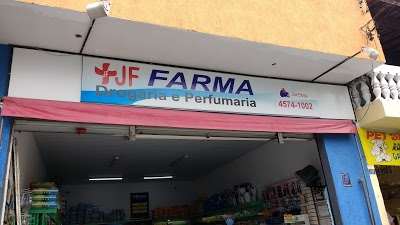 JF FARMA
Drogaria e Perfumaria
4574-1002
PET